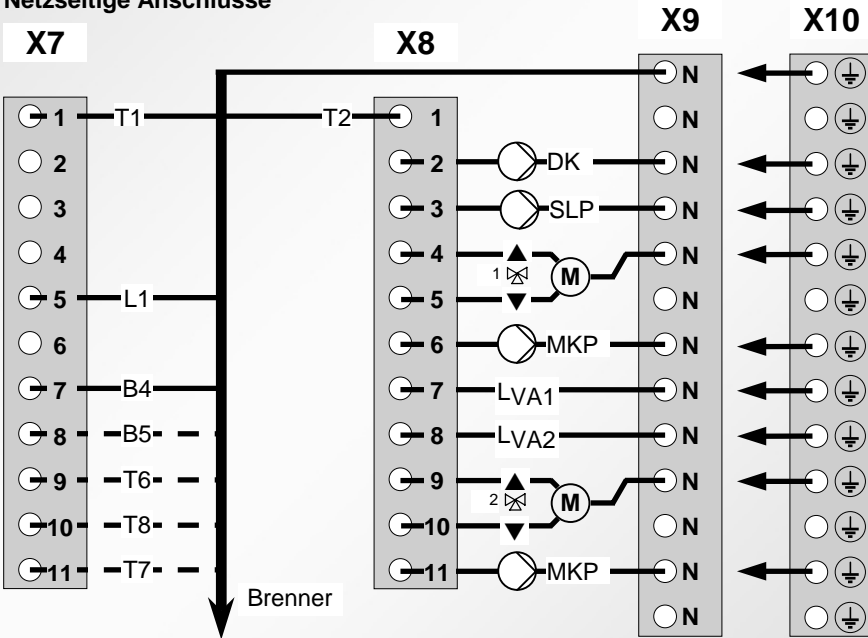 Netzseitige Anschlüsse
X7 X8 X9 X10
N
1 T1 T2 1 N
2 2 DK N
3 3 SLP N
4 4 1 M N
5 L1 5 N
6 6 MKP N
7 B4 7 LVA1 N
8 B5 8 LVA2 N
9 T6 9 2 M N
10 T8 10 N
11 T7 11 MKP N
Brenner N